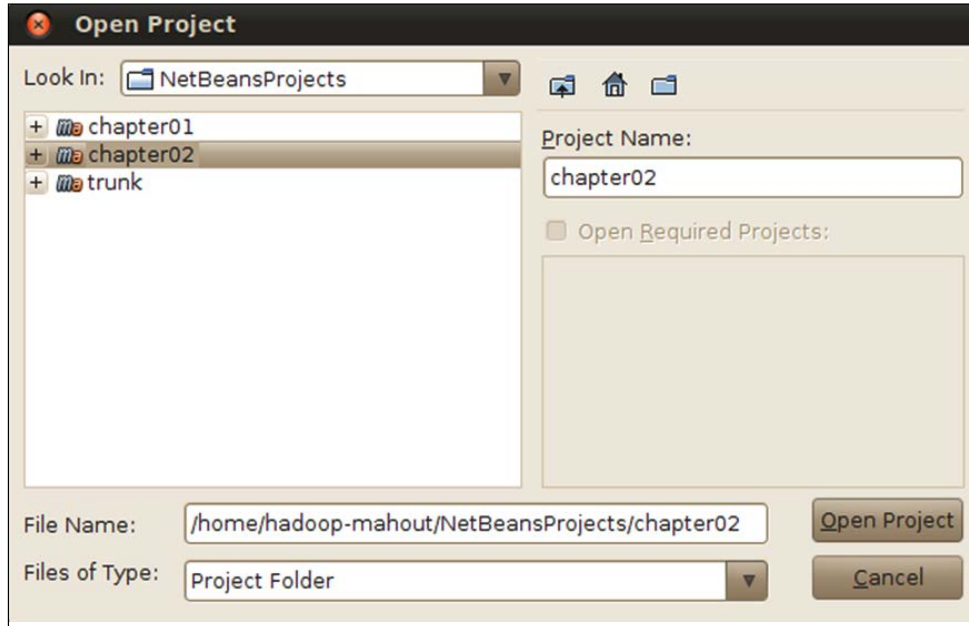 Open Project
Look In:
NetBeansProjects
chapter01
chapter02
trunk
Project Name:
chapter02
Open Required Projects:
File Name:
/home/hadoop-mahout/NetBeansProjects/chapter02
Open Project
Files of Type:
Project Folder
Cancel